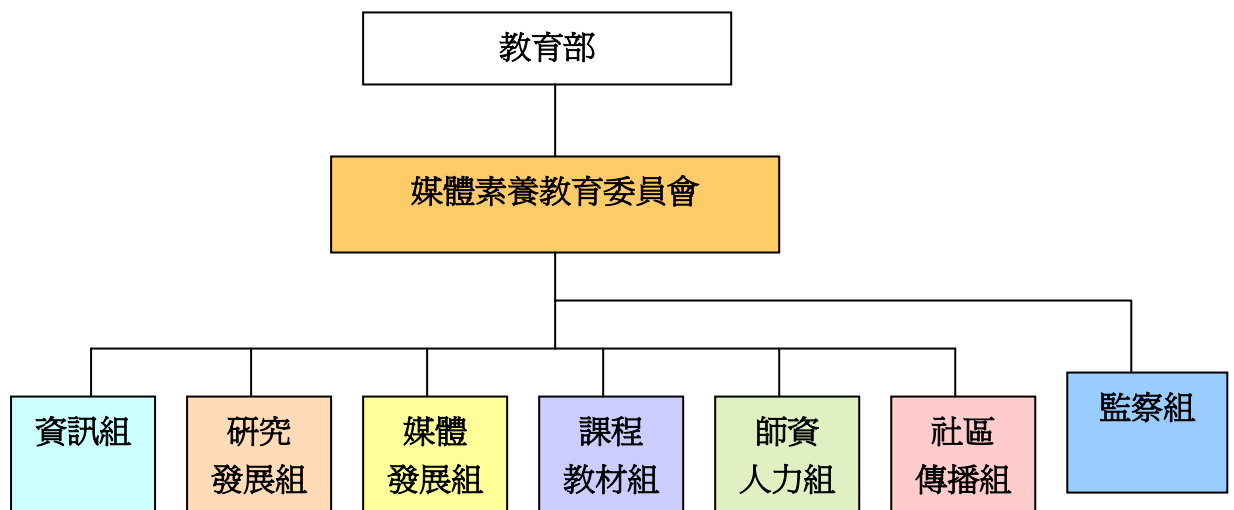 教育部
媒體素養教育委員會
資訊組
研究
發展組
媒體
發展組
課程
教材組
師資
人力組
社區
傳播組
監察組